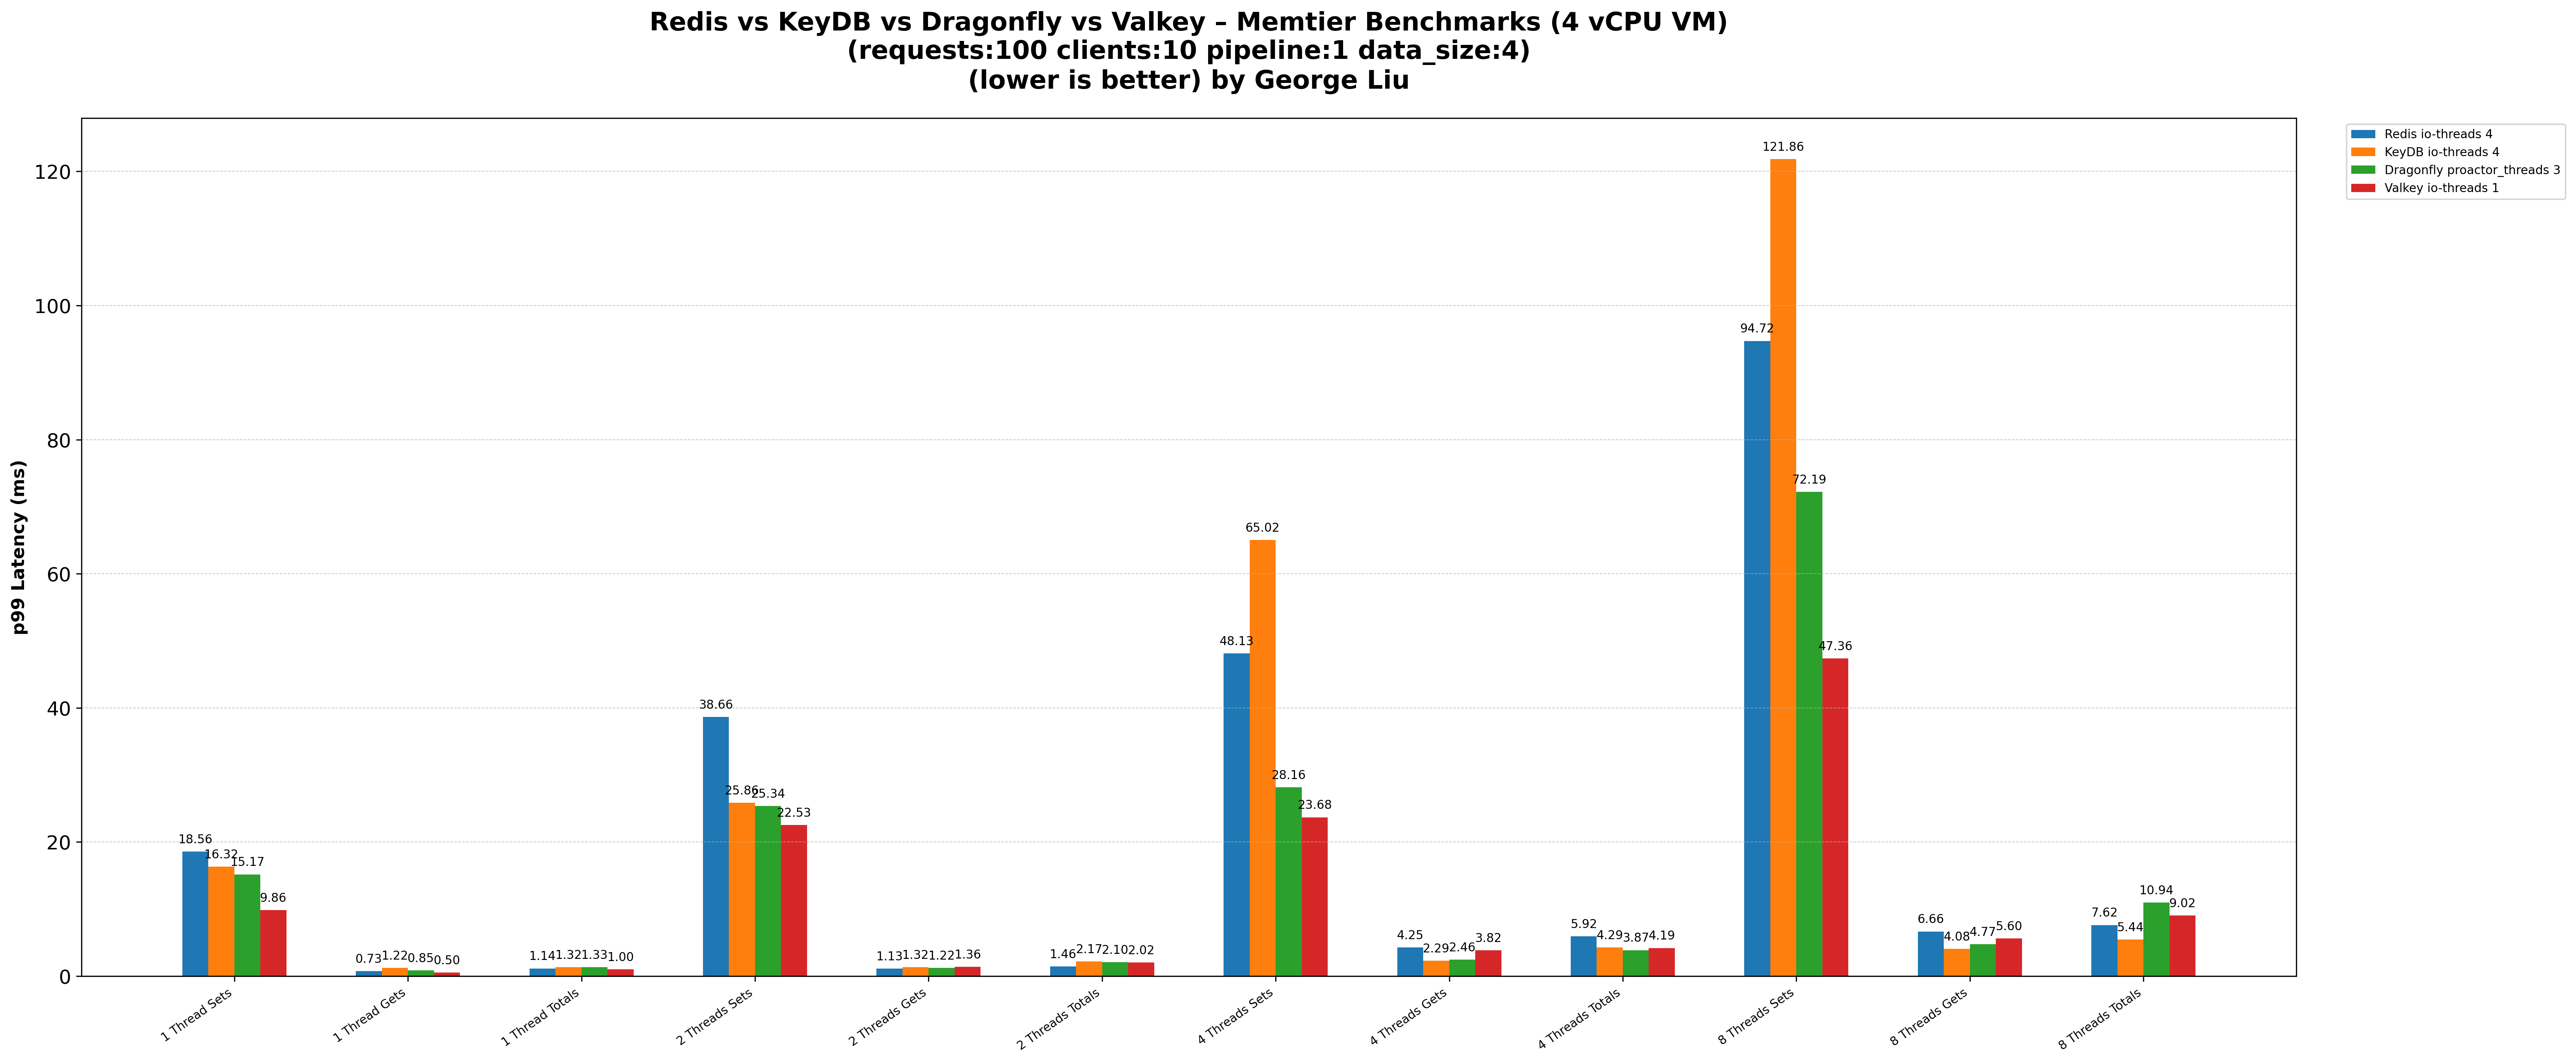 Redis vs KeyDB vs Dragonfly vs Valkey – Memtier Benchmarks (4 vCPU VM)
(requests:100 clients:10 pipeline:1 data_size:4)
(lower is better) by George Liu
Redis io-threads 4
KeyDB io-threads 4
Dragonfly proactor_threads 3
Valkey io-threads 1
p99 Latency (ms)
120
100
80
60
40
20
0
18.56
16.32
15.17
9.86
0.73
1.22
0.85
0.50
1.14
1.32
1.33
1.00
38.66
25.86
25.34
22.53
1.13
1.32
1.22
1.36
1.46
2.17
2.10
2.02
48.13
65.02
28.16
23.68
4.25
2.29
2.46
3.82
5.92
4.29
3.87
4.19
94.72
121.86
72.19
47.36
6.66
4.08
4.77
5.60
7.62
5.44
10.94
9.02
1 Thread Sets
1 Thread Gets
1 Thread Totals
2 Threads Sets
2 Threads Gets
2 Threads Totals
4 Threads Sets
4 Threads Gets
4 Threads Totals
8 Threads Sets
8 Threads Gets
8 Threads Totals